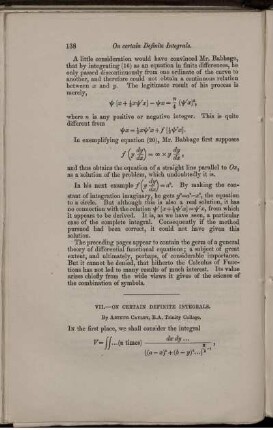 138 On certain Definite Integrals.
A little consideration would have convinced Mr. Babbage,
that by integrating (16) as an equation in finite differences, he
only passed discontinuously from one ordinate of the curve to
another, and therefore could not obtain a continuous relation
between x and y. The legitimate result of his process is
merely,
where n is any positive or negative integer. This is quite
different from
In exemplifying equation (20), Mr. Babbage first supposes
and thus obtains the equation of a straight line parallel to Ox,
as a solution of the problem, which undoubtedly it is.
In his next example By making the con-
stant of integration imaginary, he gets the equation
to a circle. But although this is also a real solution, it has
no connection with the relation from which
it appears to be derived. It is, as we have seen, a particular
case of the complete integral. Consequently if the method
pursued had been correct, it could not have given this
solution.
The preceding pages appear to contain the germ of a general
theory of differential functional equations; a subject of great
extent, and ultimately, perhaps, of considerable importance.
But it cannot be denied, that hitherto the Calculus of Func-
tions has not led to many results of much interest. Its value
arises chiefly from the wide views it gives of the science of
the combination of symbols.
VII.—ON CERTAIN DEFINITE INTEGRALS.
By ARTHUR CAYLEY, B.A. Trinity College.
IN the first place, we shall consider the integral
V = ∫∫...(n times) dx dy ...